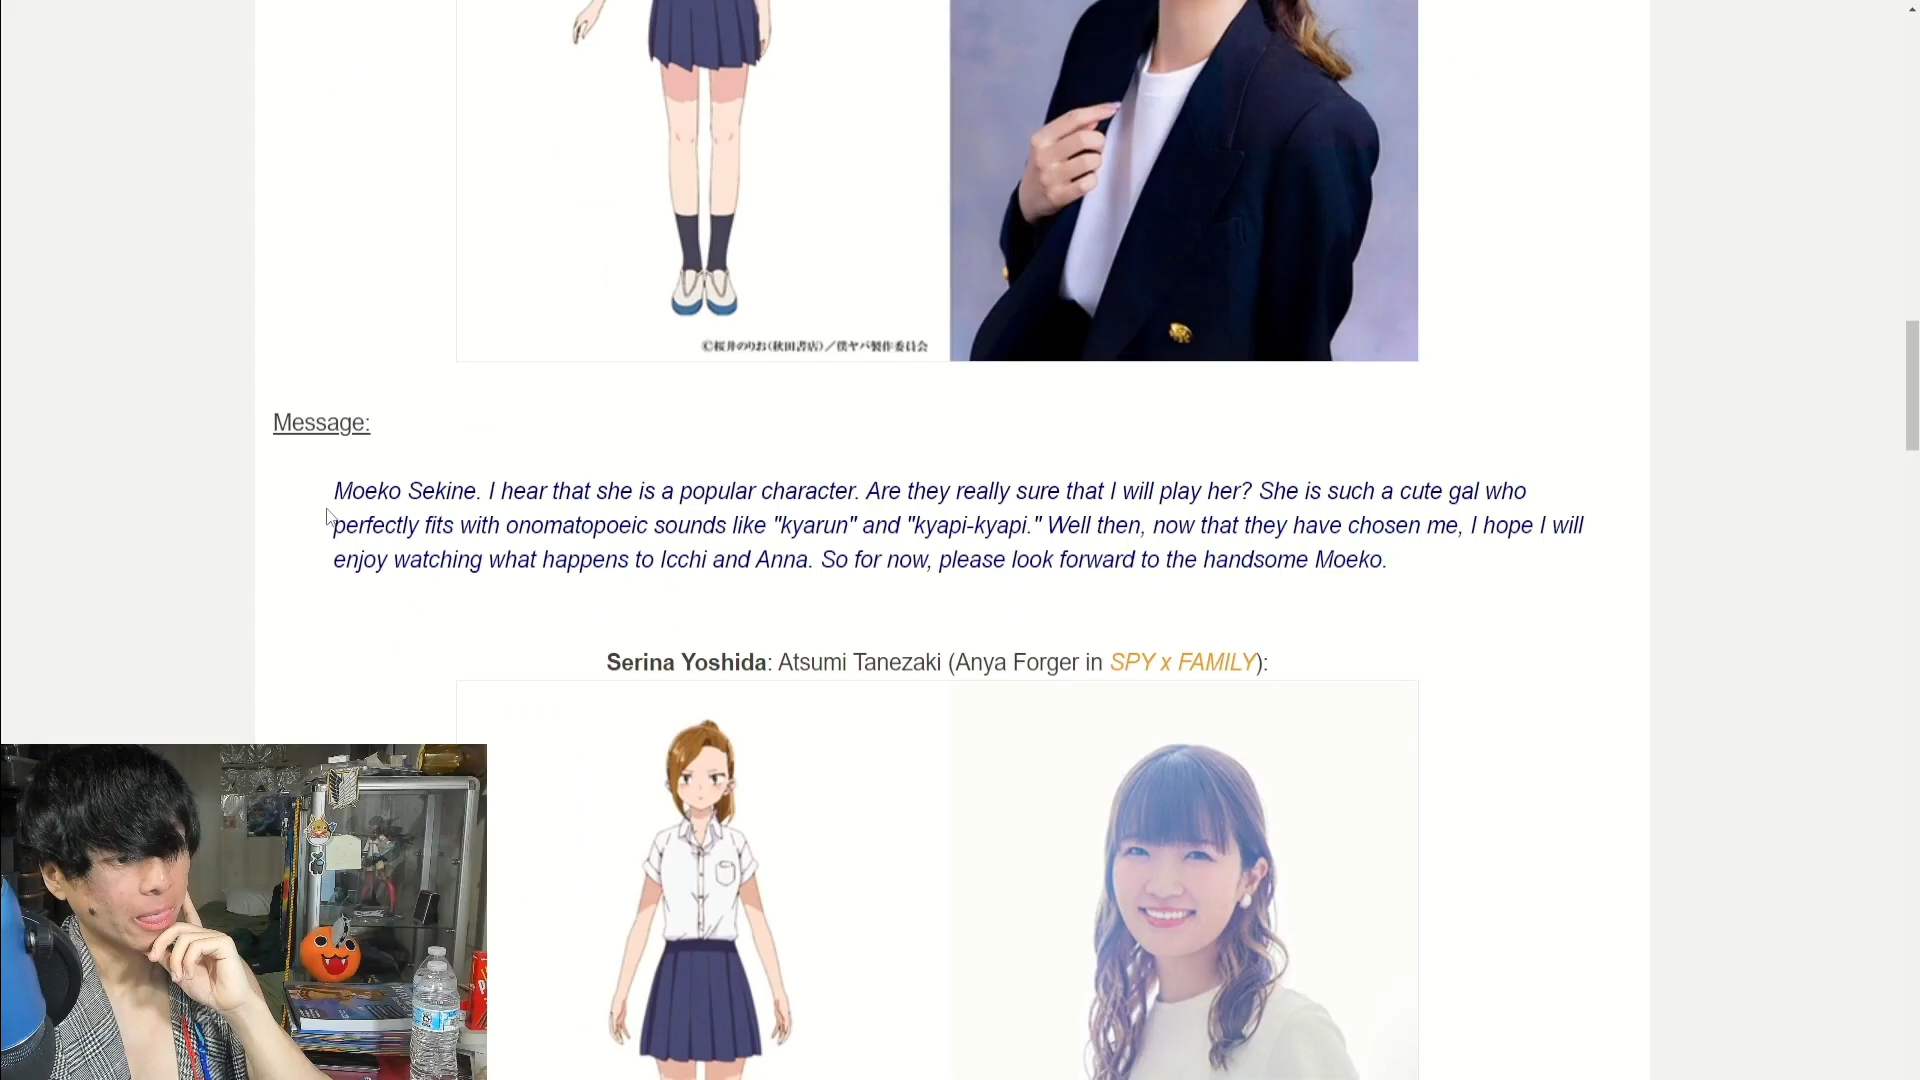 ©桜井のりお(秋田書店)／僕ヤバ製作委員会
Message:
Moeko Sekine. I hear that she is a popular character. Are they really sure that I will play her? She is such a cute gal who
perfectly fits with onomatopoeic sounds like "kyarun" and "kyapi-kyapi." Well then, now that they have chosen me, I hope I will
enjoy watching what happens to Icchi and Anna. So for now, please look forward to the handsome Moeko.
Serina Yoshida: Atsumi Tanezaki (Anya Forger in SPY x FAMILY):